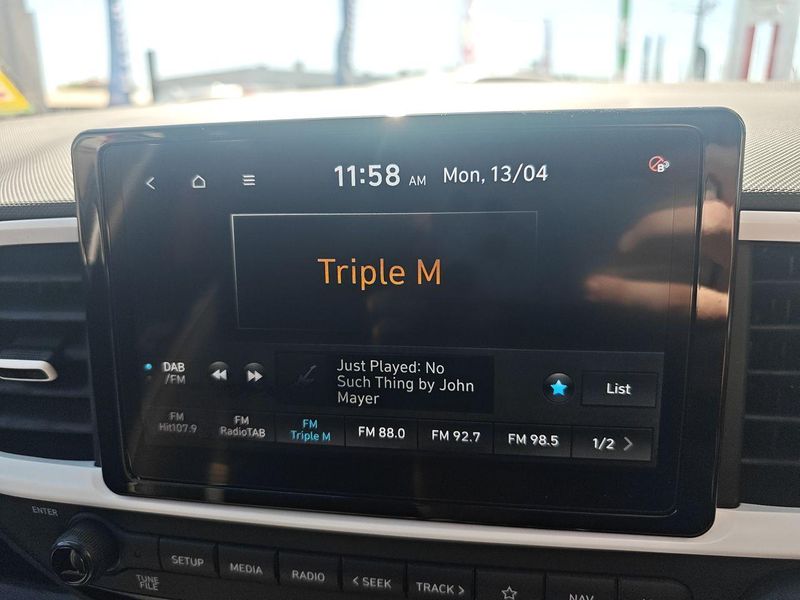 11:58 AM Mon, 13/04
Triple M
DAB
/FM
Just Played: No
Such Thing by John
Mayer
List
FM
Hit107.9
FM
RadioTAB
FM
Triple M
FM 88.0
FM 92.7
FM 98.5
1/2 >
ENTER
TUNE
FILE
SETUP
MEDIA
RADIO
< SEEK
TRACK >
NAV